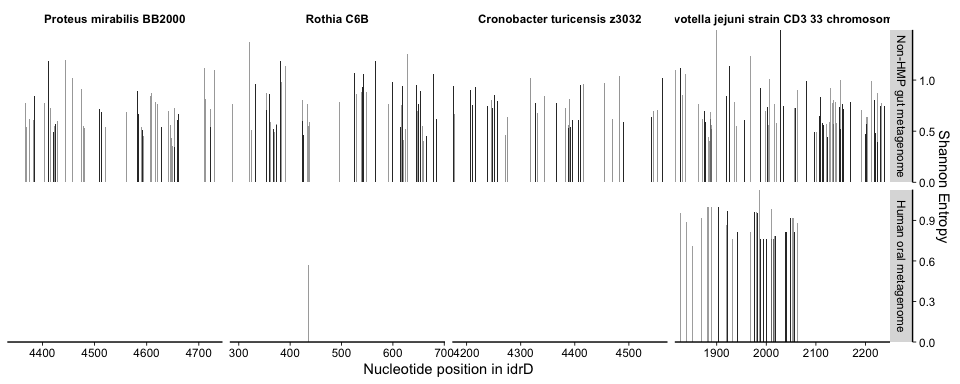 Proteus mirabilis BB2000
Rothia C6B
Cronobacter turicensis z3032
votella jejuni strain CD3 33 chromosom
Non-HMP gut metagenome
1.0
0.5
0.0
Human oral metagenome
0.9
0.6
0.3
0.0
Shannon Entropy
4400 4500 4600 4700
300 400 500 600 700
4200 4300 4400 4500
1900 2000 2100 2200
Nucleotide position in idrD